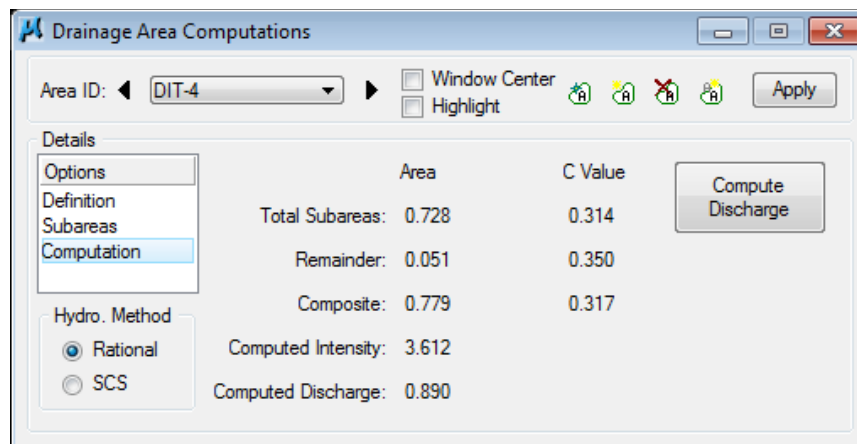 Drainage Area Computations
Area ID: DIT-4 Window Center Apply
Highlight
Details
Options Area C Value Compute Discharge
Definition
Subareas Total Subareas: 0.728 0.314
Computation Remainder: 0.051 0.350
Composite: 0.779 0.317
Hydro. Method
Rational Computed Intensity: 3.612
SCS Computed Discharge: 0.890